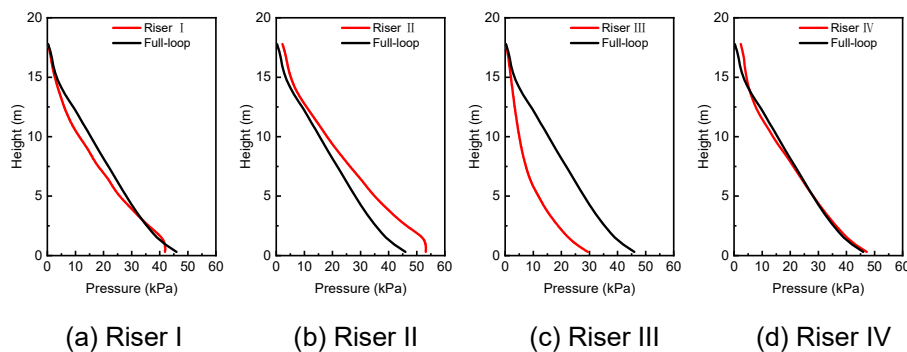 20
15
10
5
0
Height (m)
Riser Ⅰ
Full-loop
0 10 20 30 40 50 60
Pressure (kPa)
(a) Riser I
20
15
10
5
0
Height (m)
Riser Ⅱ
Full-loop
0 10 20 30 40 50 60
Pressure (kPa)
(b) Riser II
20
15
10
5
0
Height (m)
Riser Ⅲ
Full-loop
0 10 20 30 40 50 60
Pressure (kPa)
(c) Riser III
20
15
10
5
0
Height (m)
Riser Ⅳ
Full-loop
0 10 20 30 40 50 60
Pressure (kPa)
(d) Riser IV